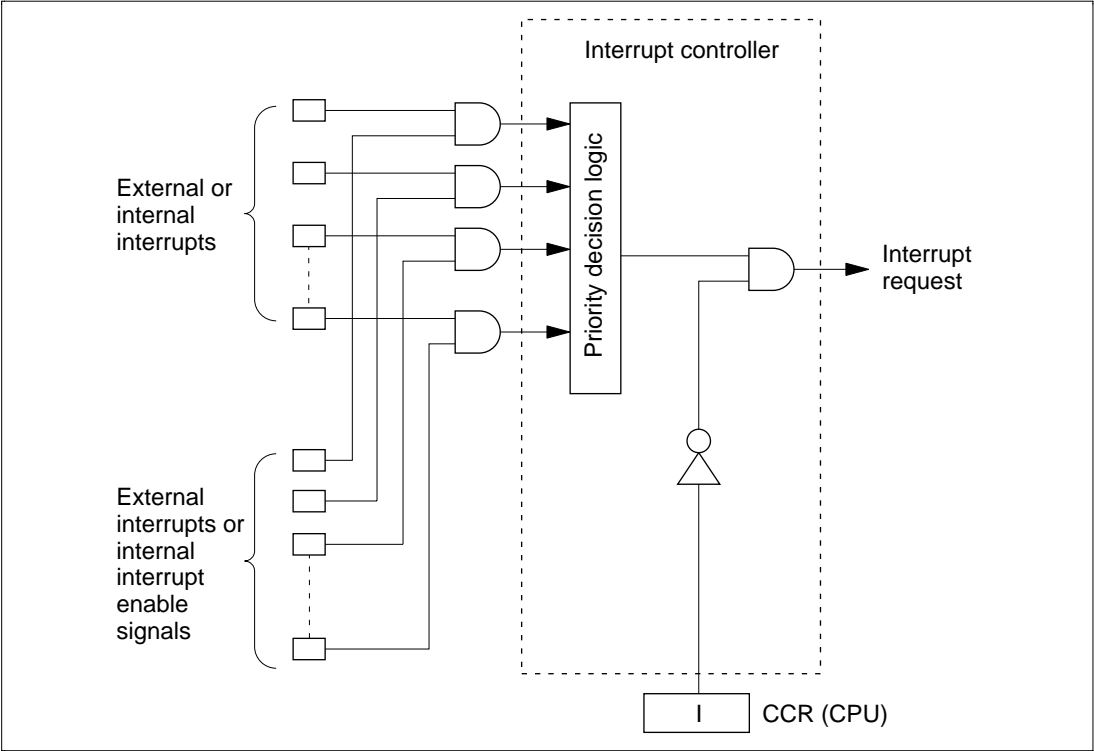 Interrupt controller
External or
internal
interrupts
Priority decision logic
Interrupt
request
External
interrupts or
internal
interrupt
enable
signals
I
CCR (CPU)